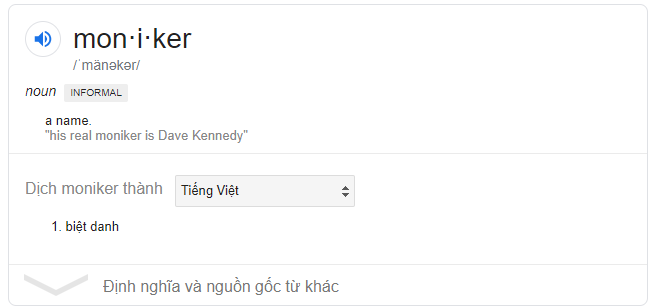 mon·i·ker
/ˈmänəkər/
noun INFORMAL
a name.
"his real moniker is Dave Kennedy"
Dịch moniker thành Tiếng Việt
1. biệt danh
Định nghĩa và nguồn gốc từ khác